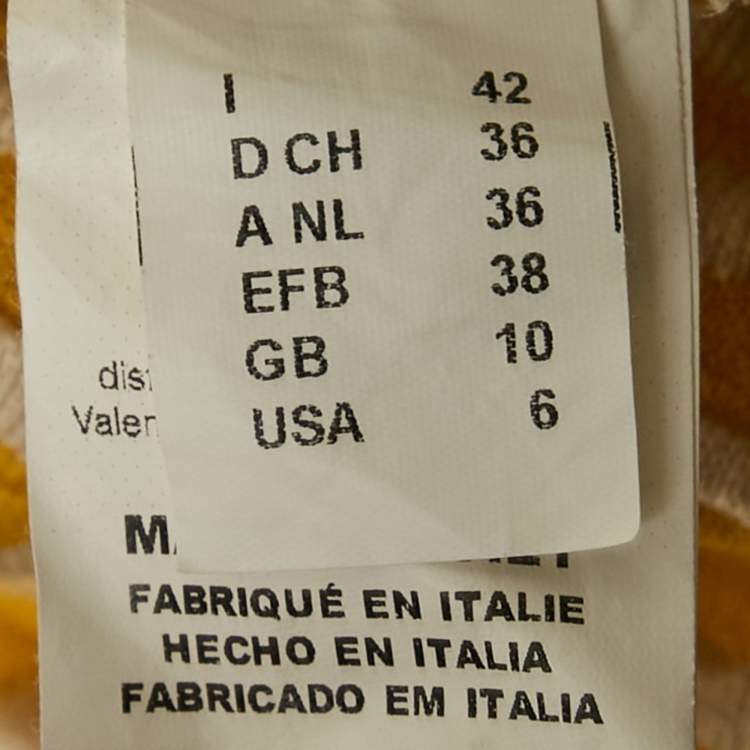 I 42
D CH 36
A NL 36
EFB 38
GB 10
USA 6
FABRIQUÉ EN ITALIE
HECHO EN ITALIA
FABRICADO EM ITALIA